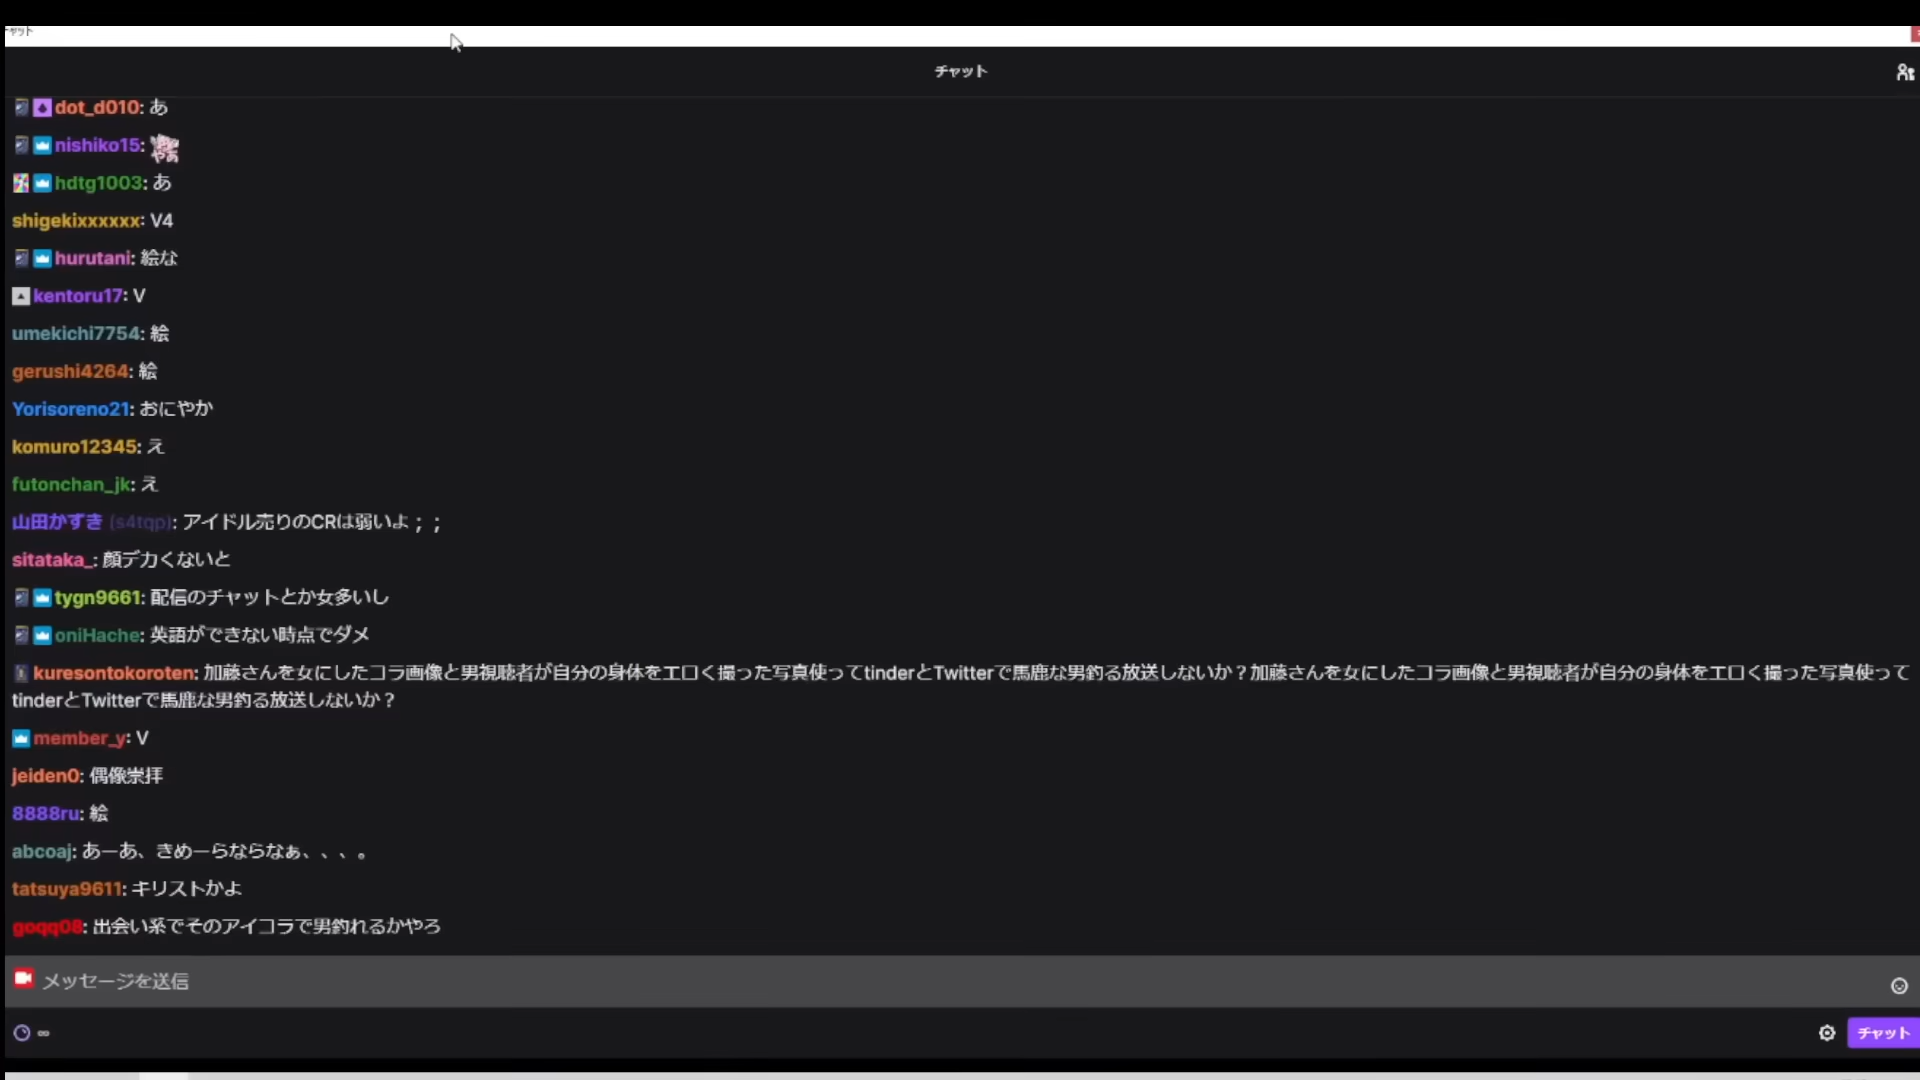 チャット
dot_d010: あ
nishiko15:
hdtg1003: あ
shigekixxxxxx: V4
hurutani: 絵な
kentoru17: V
umekichi7754: 絵
gerushi4264: 絵
Yorisoreno21: おにやか
komuro12345: え
futonchan_jk: え
山田かずき (s4tqp): アイドル売りのCRは弱いよ；；
sitataka_: 顔デカくないと
tygn9661: 配信のチャットとか女多いし
oniHache: 英語ができない時点でダメ
kuresontokoroten: 加藤さんを女にしたコラ画像と男視聴者が自分の身体をエロく撮った写真使ってtinderとTwitterで馬鹿な男釣る放送しないか？加藤さんを女にしたコラ画像と男視聴者が自分の身体をエロく撮った写真使って
tinderとTwitterで馬鹿な男釣る放送しないか？
member_y: V
jeiden0: 偶像崇拝
8888ru: 絵
abcoaj: あーあ、きめーらならなぁ、、、。
tatsuya9611: キリストかよ
goqq08: 出会い系でそのアイコラで男釣れるかやろ
メッセージを送信
∞
チャット